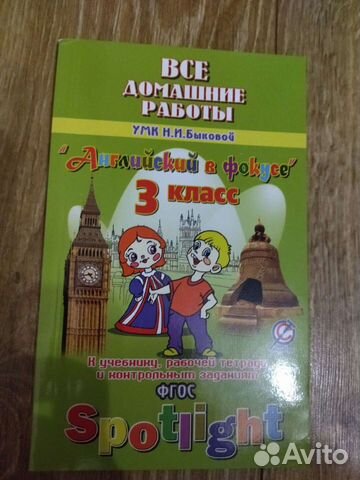 ВСЕ
ДОМАШНИЕ
РАБОТЫ
УМК Н.И.Быковой
"Английский в фокусе"
3 класс
К учебнику, рабочей тетради
и контрольным заданиям
ФГОС
Spotlight
Avito